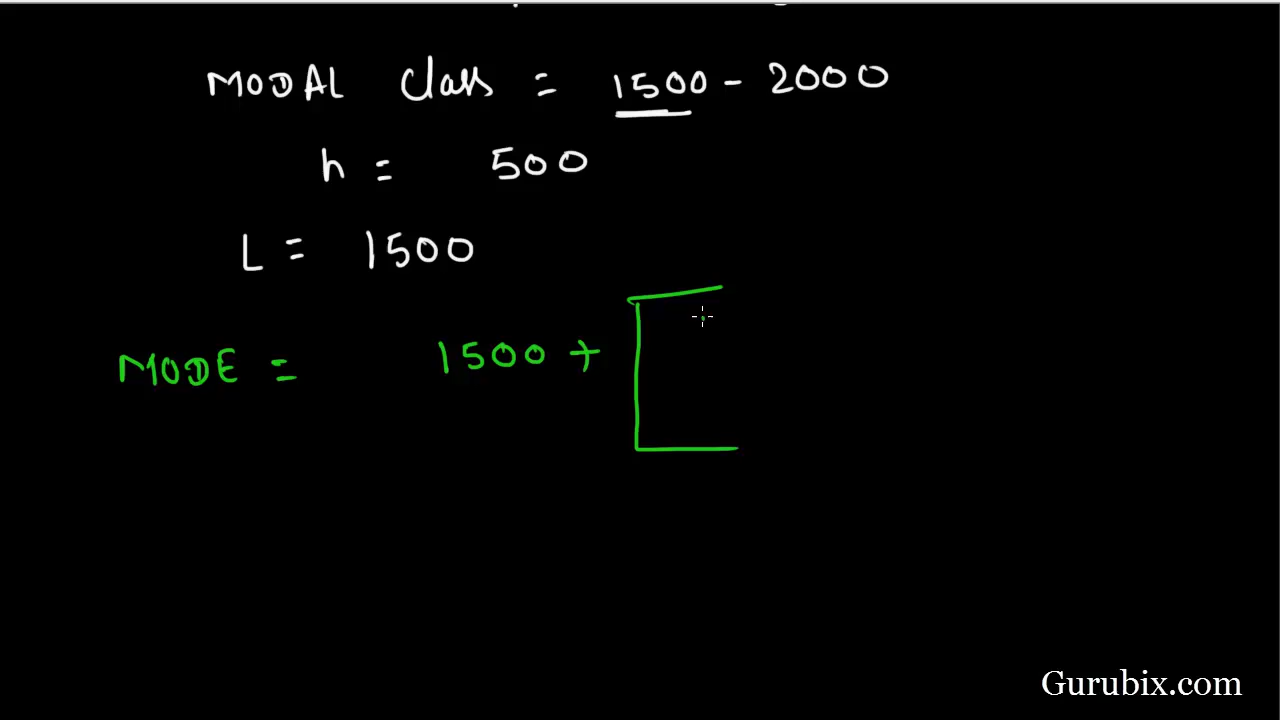 MODAL Class = 1500 - 2000
h = 500
L = 1500
MODE = 1500 + [
Gurubix.com